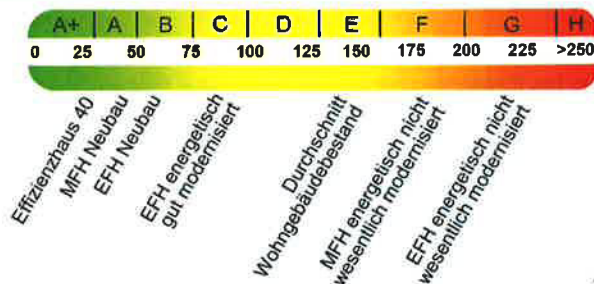 A+ A B C D E F G H
0 25 50 75 100 125 150 175 200 225 >250
Effizienzhaus 40
MFH Neubau
EFH Neubau
EFH energetisch
gut modernisiert
Durchschnitt
Wohngebäudebestand
MFH energetisch nicht
wesentlich modernisiert
EFH energetisch nicht
wesentlich modernisiert